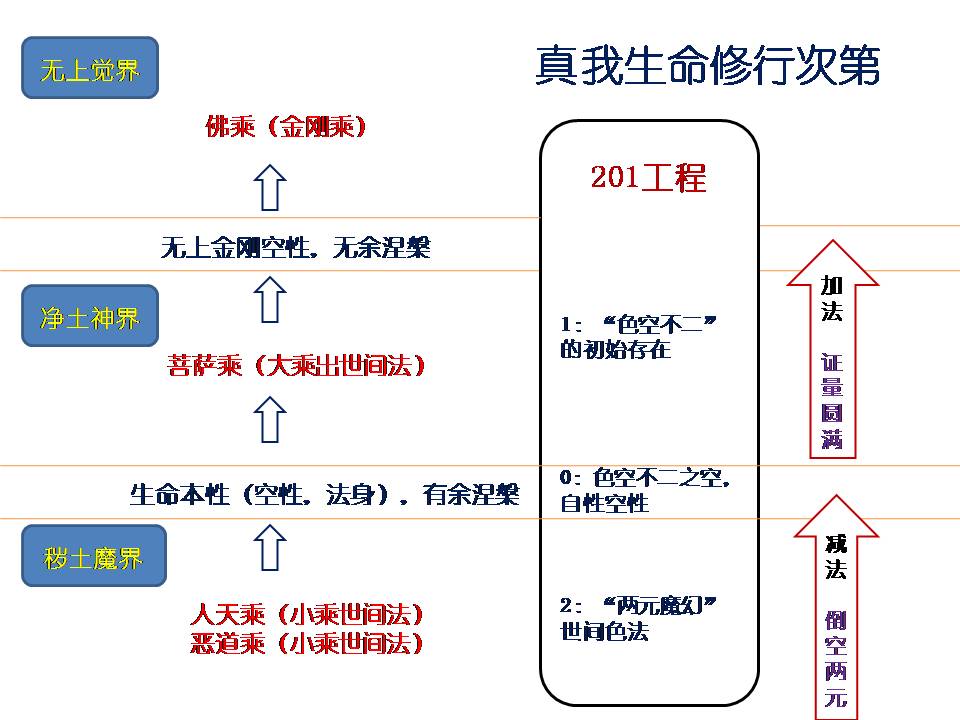 真我生命修行次第
无上觉界
佛乘（金刚乘）
无上金刚空性，无余涅槃
净土神界
菩萨乘（大乘出世间法）
生命本性（空性，法身），有余涅槃
秽土魔界
人天乘（小乘世间法）
恶道乘（小乘世间法）
201工程
1：“色空不二”
的初始存在
0：色空不二之空，
自性空性
2：“两元魔幻”
世间色法
加
法
证
量
圆
满
减
法
倒
空
两
元